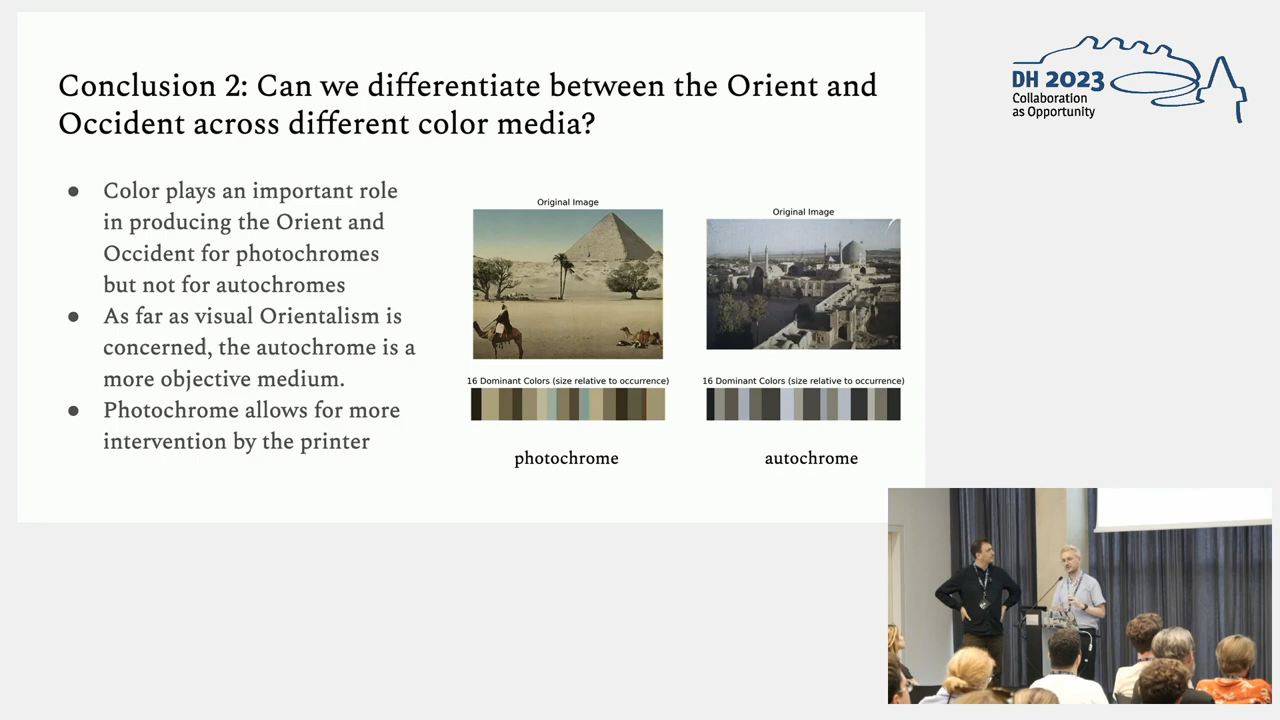 Conclusion 2: Can we differentiate between the Orient and
Occident across different color media?
● Color plays an important role
in producing the Orient and
Occident for photochromes
but not for autochromes
● As far as visual Orientalism is
concerned, the autochrome is a
more objective medium.
● Photochrome allows for more
intervention by the printer
Original Image
16 Dominant Colors (size relative to occurrence)
photochrome
Original Image
16 Dominant Colors (size relative to occurrence)
autochrome
DH 2023
Collaboration
as Opportunity